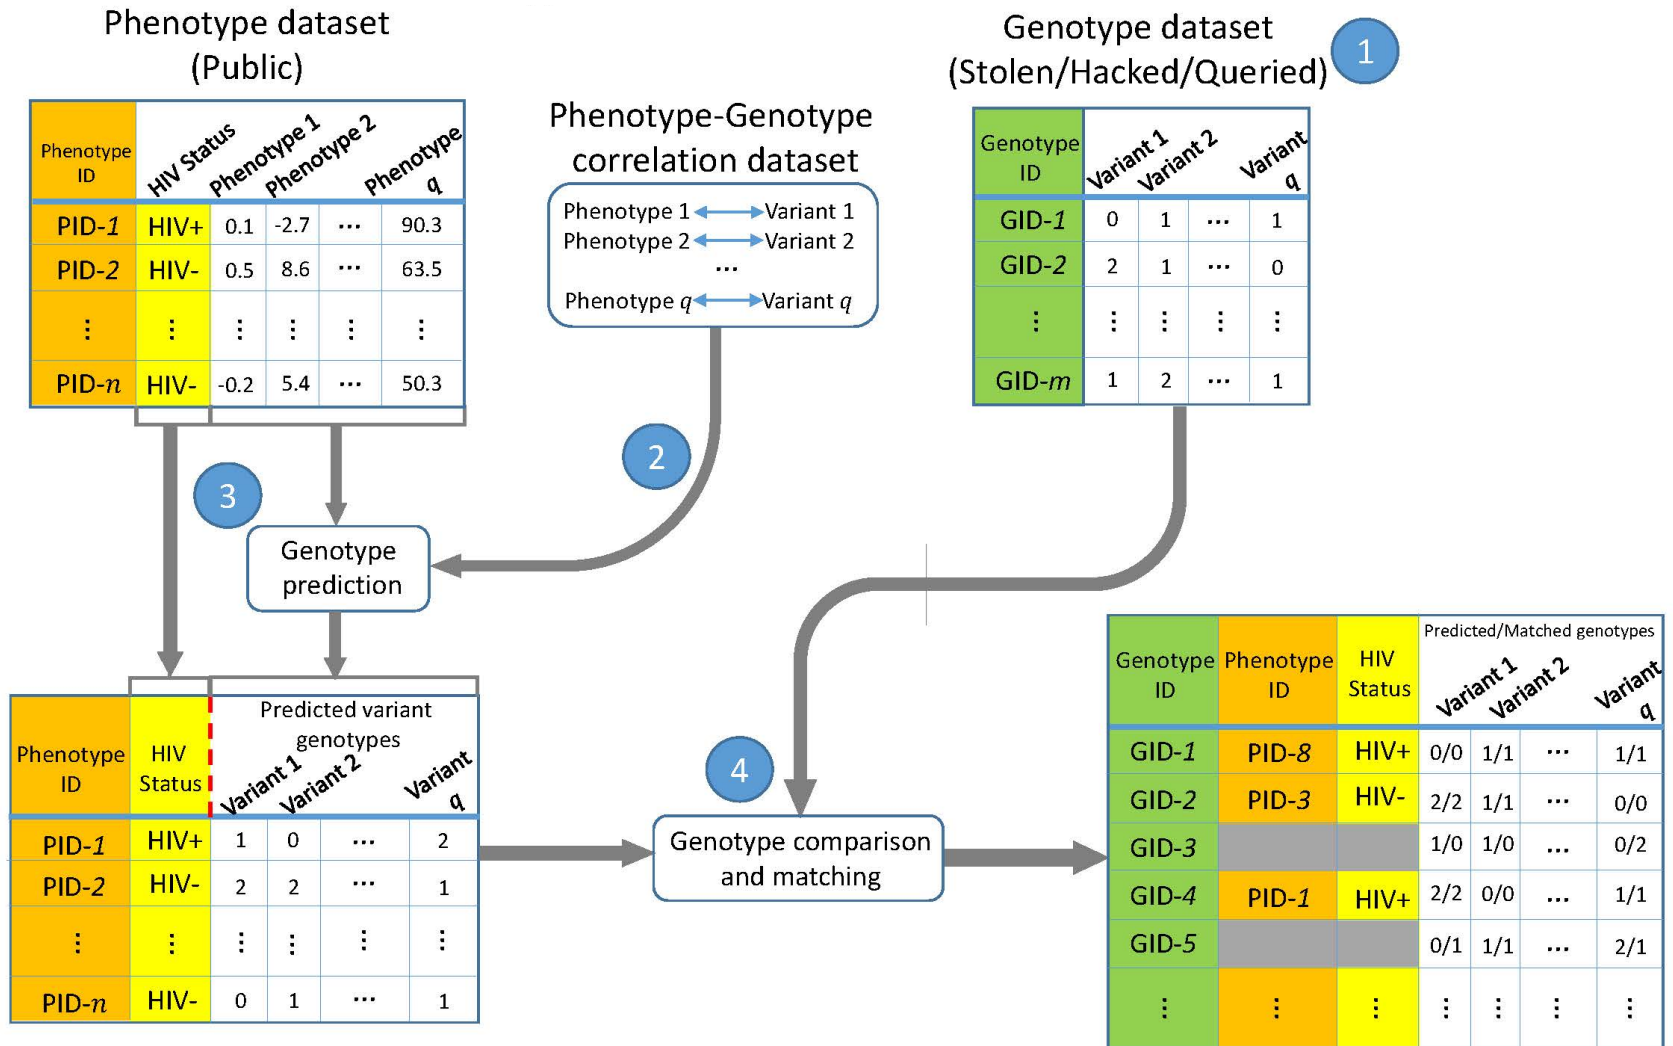 Phenotype dataset
(Public)
Genotype dataset
(Stolen/Hacked/Queried)
1
Phenotype-Genotype
correlation dataset
Phenotype
ID
HIV Status
Phenotype 1
Phenotype 2
Phenotype
q
PID-1 HIV+ 0.1 -2.7 ... 90.3
PID-2 HIV- 0.5 8.6 ... 63.5
⋮ ⋮ ⋮ ⋮ ⋮
PID-n HIV- -0.2 5.4 ... 50.3
Phenotype 1 Variant 1
Phenotype 2 Variant 2
...
Phenotype q Variant q
Genotype
ID
Variant 1
Variant 2
Variant
q
GID-1 0 1 ... 1
GID-2 2 1 ... 0
⋮ ⋮ ⋮ ⋮ ⋮
GID-m 1 2 ... 1
2
3
Genotype
prediction
Phenotype
ID
HIV
Status
Predicted variant
genotypes
Variant 1
Variant 2
Variant
q
PID-1 HIV+ 1 0 ... 2
PID-2 HIV- 2 2 ... 1
⋮ ⋮ ⋮ ⋮ ⋮ ⋮
PID-n HIV- 0 1 ... 1
4
Genotype comparison
and matching
Genotype
ID
Phenotype
ID
HIV
Status
Predicted/Matched genotypes
Variant 1
Variant 2
Variant
q
GID-1 PID-8 HIV+ 0/0 1/1 ... 1/1
GID-2 PID-3 HIV- 2/2 1/1 ... 0/0
GID-3 1/0 1/0 ... 0/2
GID-4 PID-1 HIV+ 2/2 0/0 ... 1/1
GID-5 0/1 1/1 ... 2/1
⋮ ⋮ ⋮ ⋮ ⋮ ⋮ ⋮